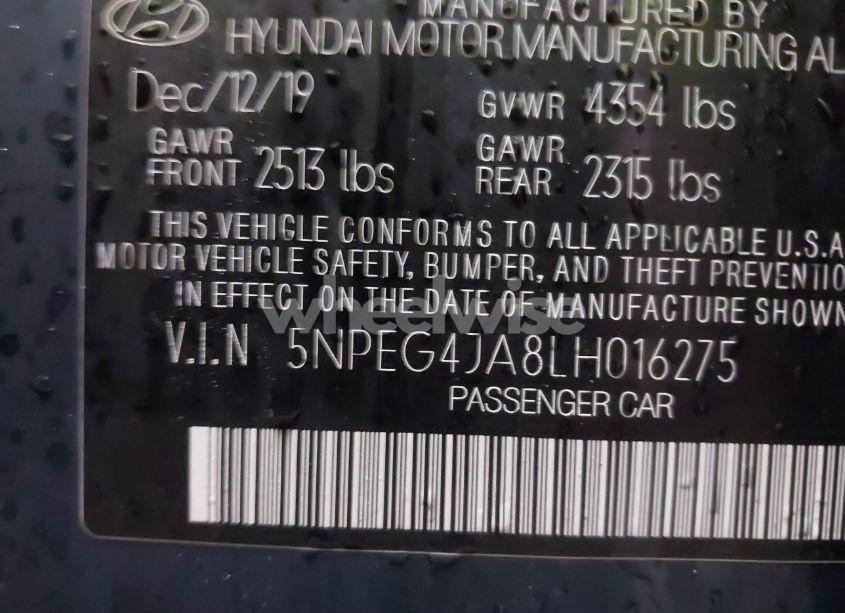 MANUFACTURED BY
HYUNDAI MOTOR MANUFACTURING AL
Dec/12/19 GVWR 4354 lbs
GAWR FRONT 2513 lbs GAWR REAR 2315 lbs
THIS VEHICLE CONFORMS TO ALL APPLICABLE U.S.A
MOTOR VEHICLE SAFETY, BUMPER, AND THEFT PREVENTIO
IN EFFECT ON THE DATE OF MANUFACTURE SHOWN
wheelwise
V.I.N 5NPEG4JA8LH016275
PASSENGER CAR